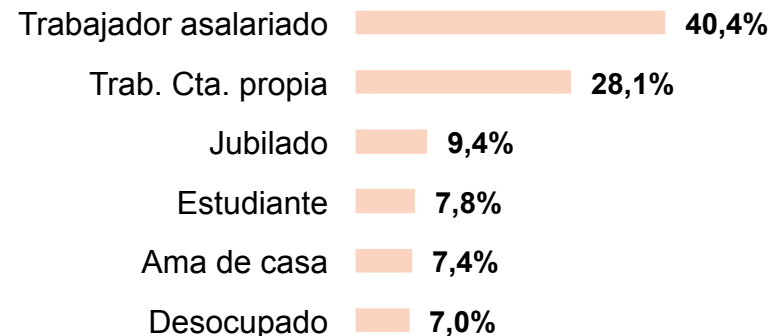 Trabajador asalariado 40,4%
Trab. Cta. propia 28,1%
Jubilado 9,4%
Estudiante 7,8%
Ama de casa 7,4%
Desocupado 7,0%